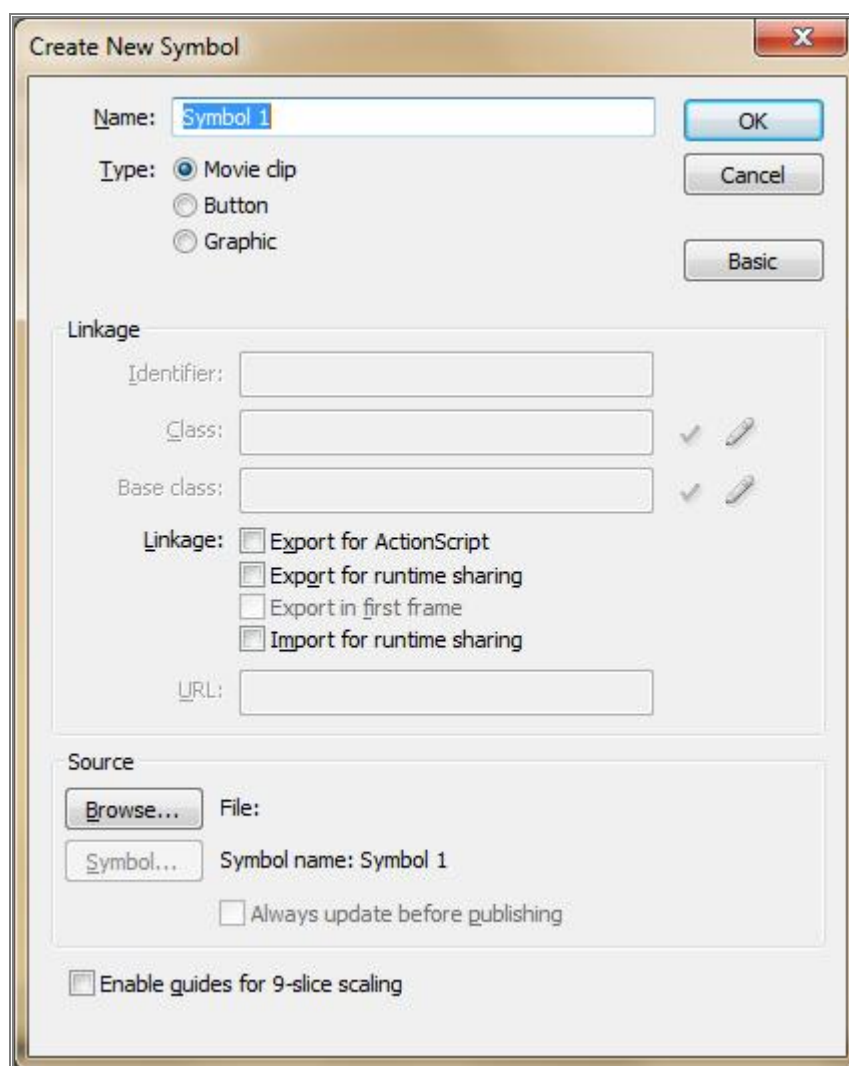 Create New Symbol
Name: Symbol 1
OK
Type: Movie clip
Cancel
Button
Graphic
Basic
Linkage
Identifier:
Class:
Base class:
Linkage: Export for ActionScript
Export for runtime sharing
Export in first frame
Import for runtime sharing
URL:
Source
Browse... File:
Symbol... Symbol name: Symbol 1
Always update before publishing
Enable guides for 9-slice scaling